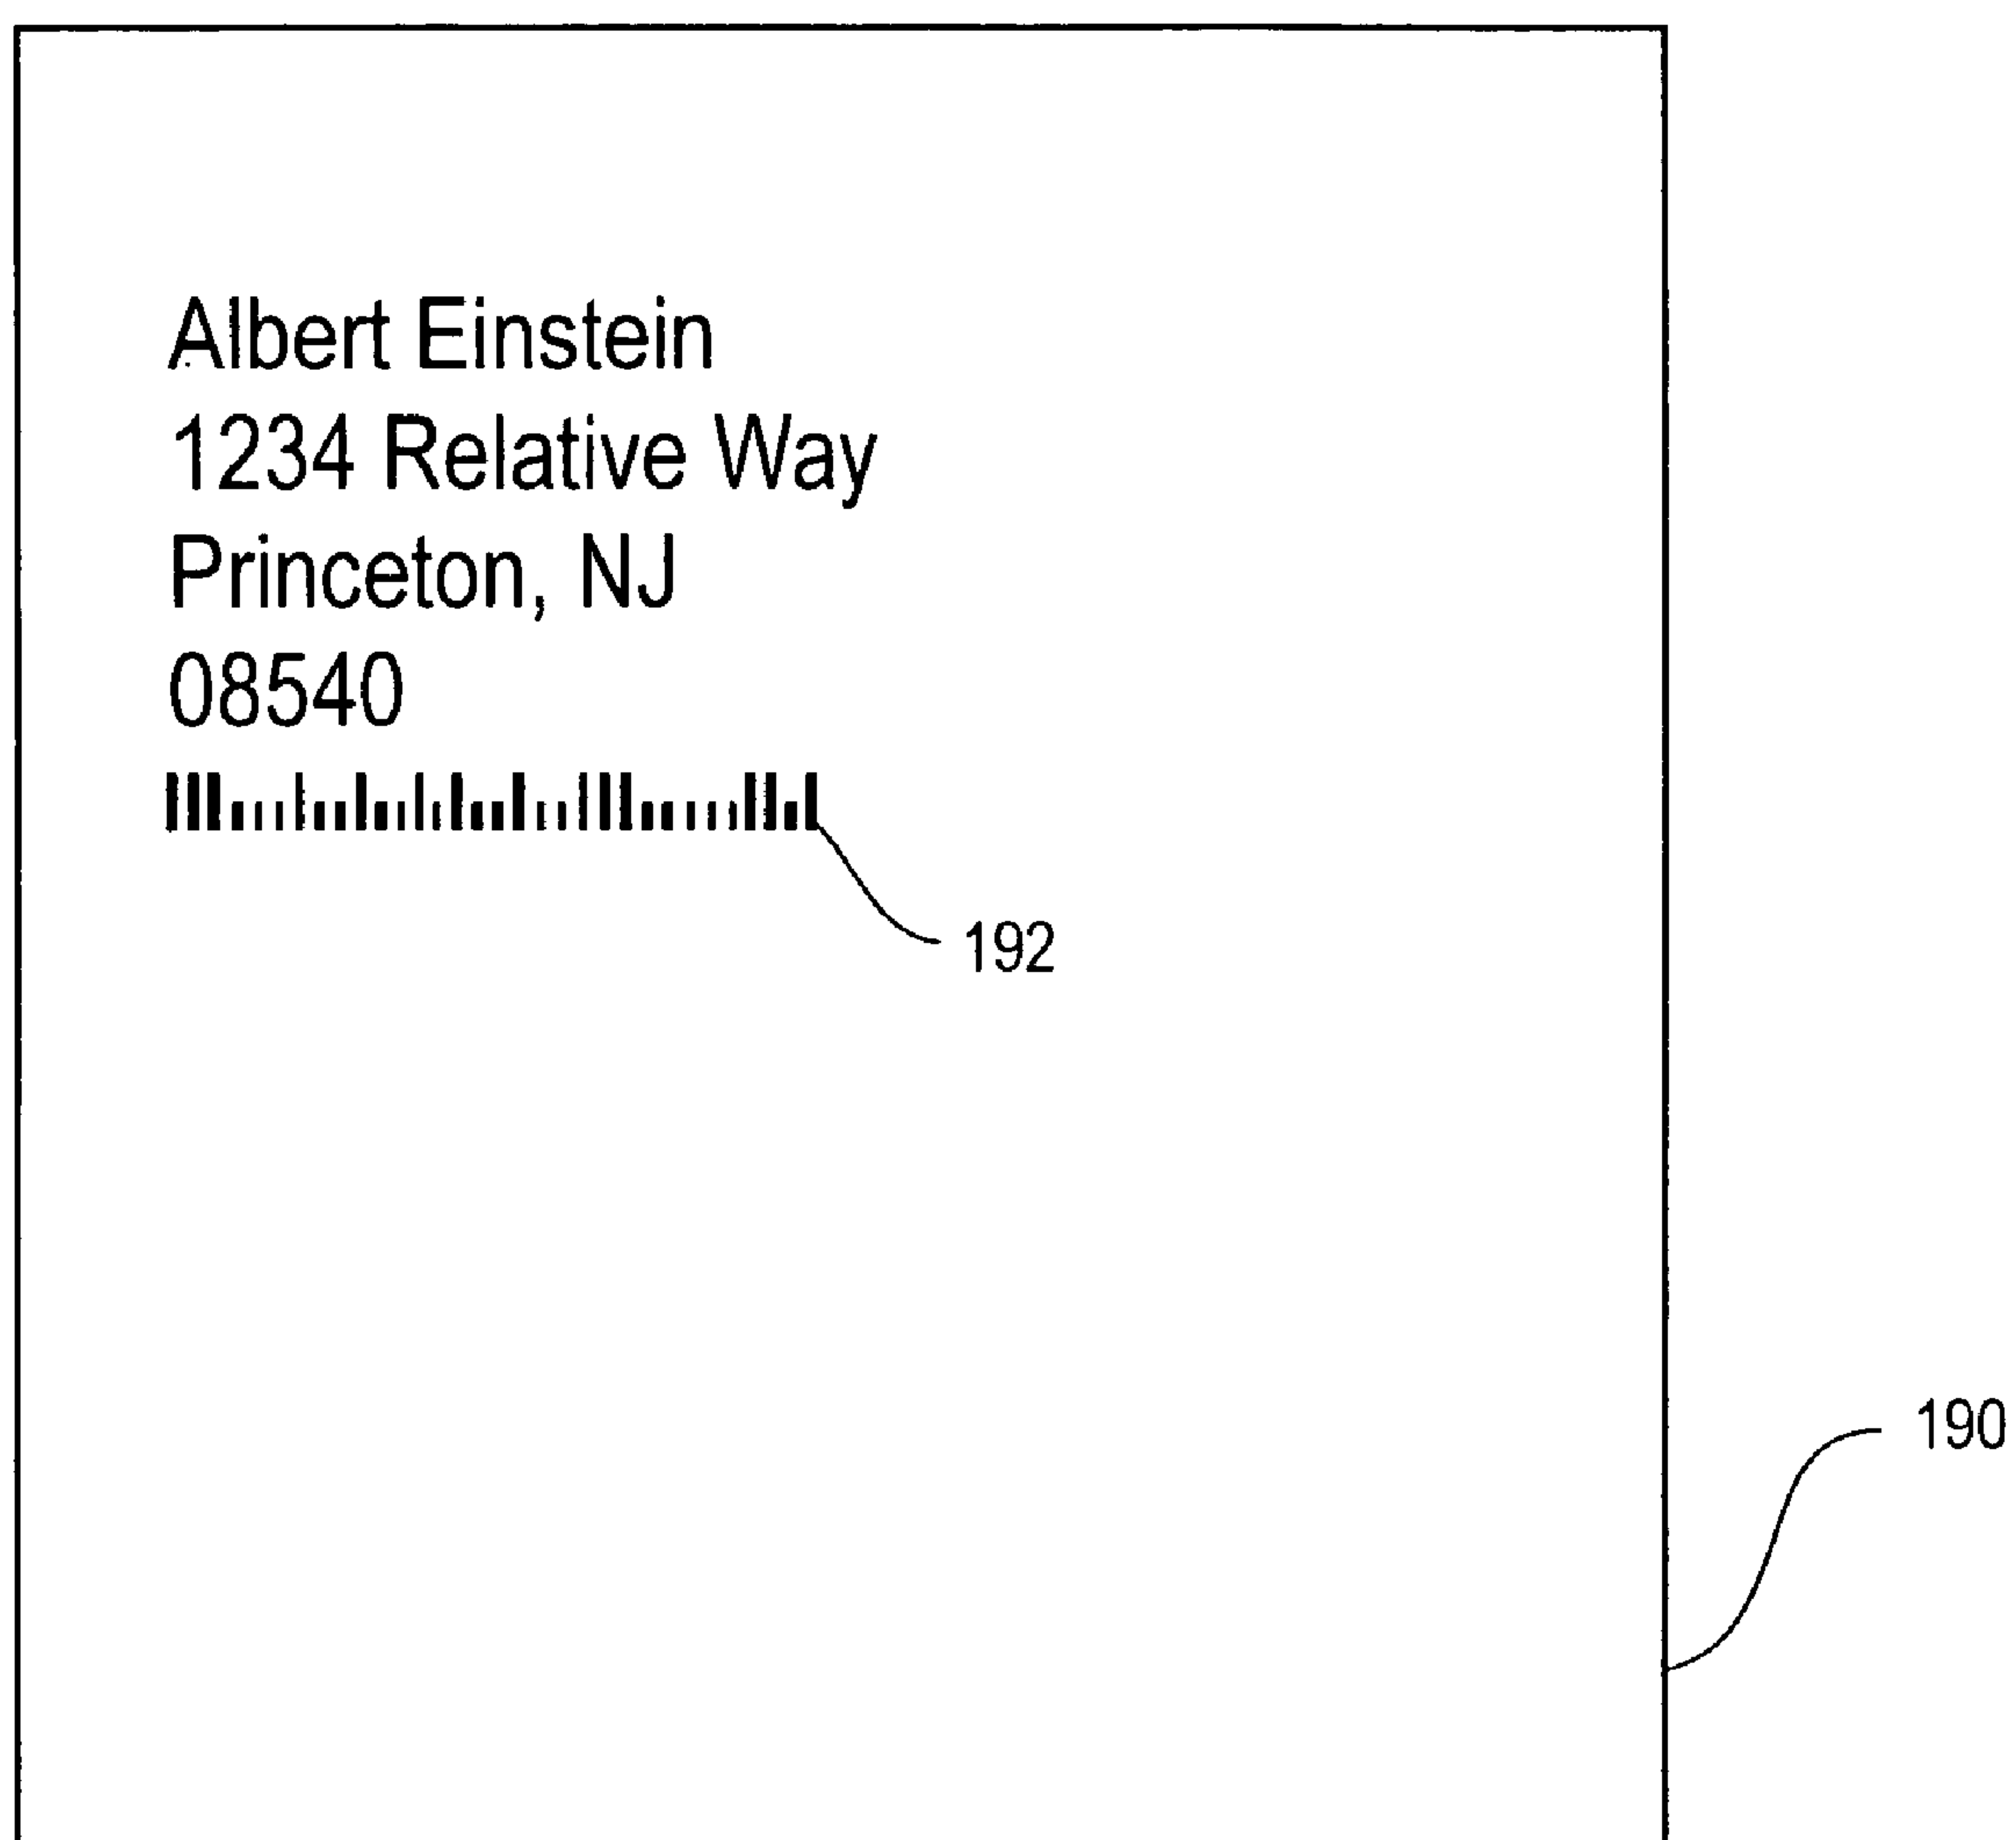 Albert Einstein
1234 Relative Way
Princeton, NJ
08540
192
190